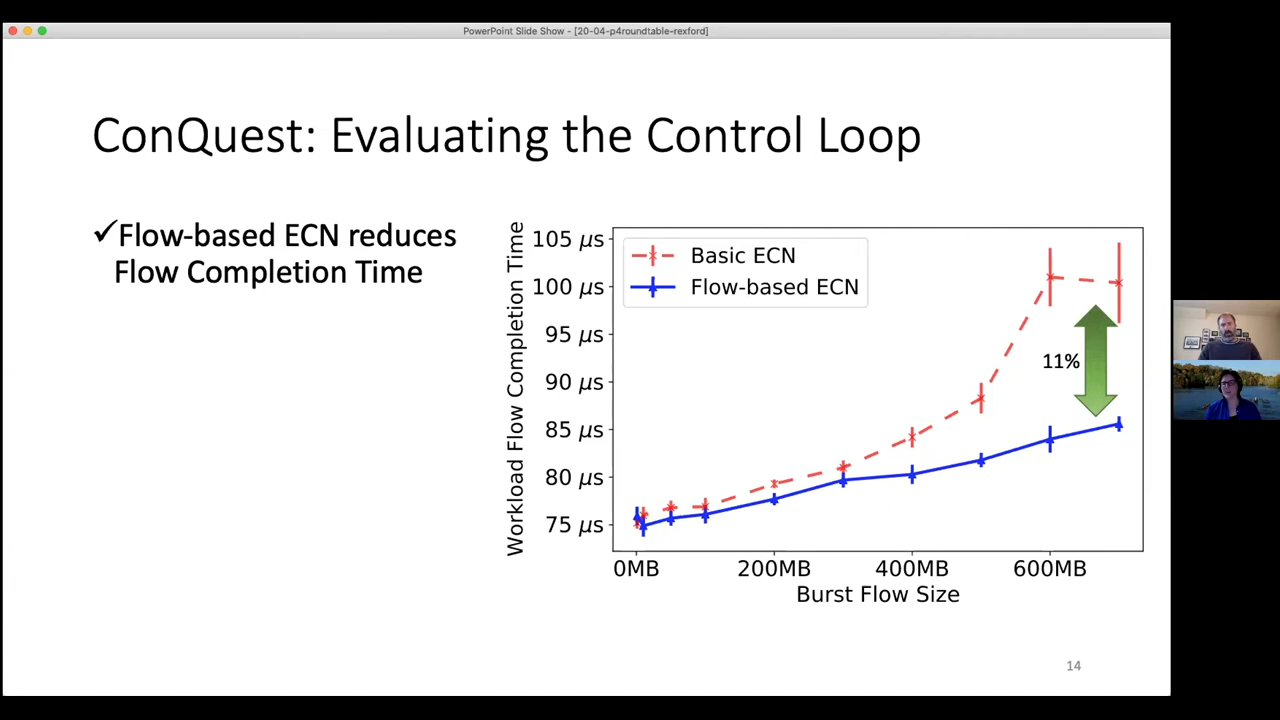 PowerPoint Slide Show - [20-04-p4roundtable-rexford]
ConQuest: Evaluating the Control Loop
✓Flow-based ECN reduces
Flow Completion Time
Workload Flow Completion Time
105 μs
100 μs
95 μs
90 μs
85 μs
80 μs
75 μs
Basic ECN
Flow-based ECN
11%
0MB
200MB
400MB
600MB
Burst Flow Size
14